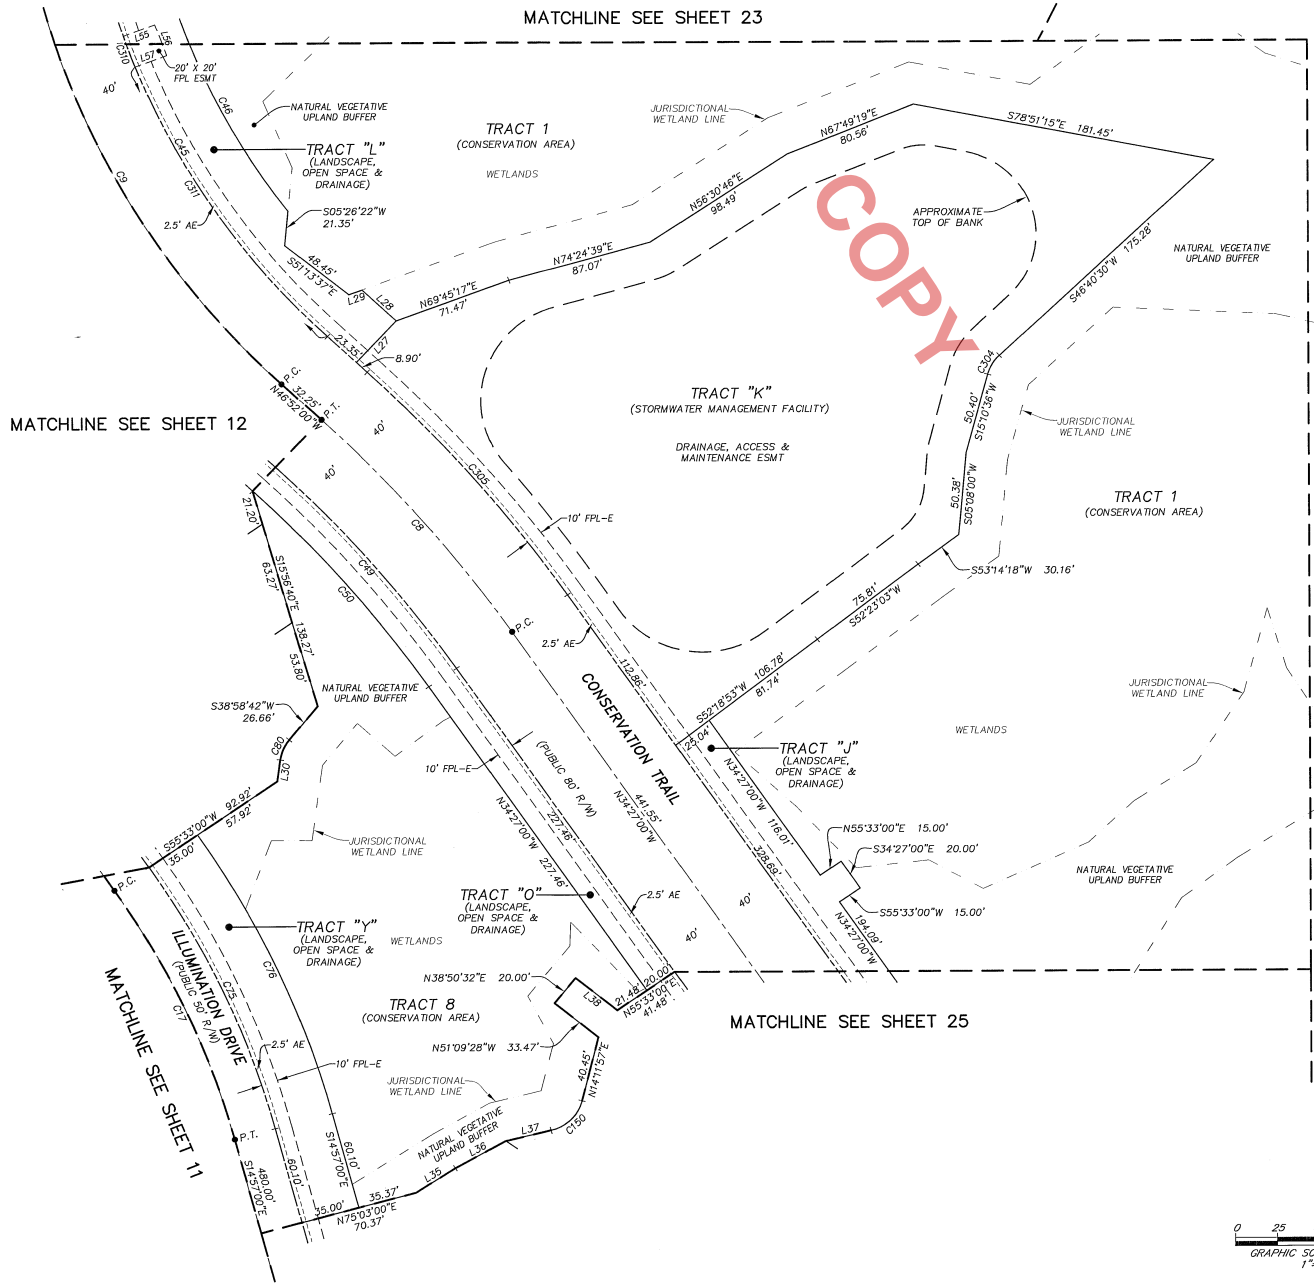 MATCHLINE SEE SHEET 23
C310
L55
L56
L57
20' X 20'
FPL ESMT
40'
C46
NATURAL VEGETATIVE
UPLAND BUFFER
JURISDICTIONAL
WETLAND LINE
N67°49'19"E
80.56'
S78°51'15"E 181.45'
TRACT 1
(CONSERVATION AREA)
WETLANDS
TRACT "L"
(LANDSCAPE,
OPEN SPACE &
DRAINAGE)
C45
C9
C311
2.5' AE
S05°26'22"W
21.35'
N56°30'46"E
98.49'
COPY
APPROXIMATE
TOP OF BANK
NATURAL VEGETATIVE
UPLAND BUFFER
S46°40'30"W 175.28'
48.45'
S51°13'37"E
N74°24'39"E
87.07'
N69°45'17"E
71.47'
L29
L28
L27
23.35'
8.90'
P.C.
32.25'
N46°52'00"W
P.T.
40'
MATCHLINE SEE SHEET 12
TRACT "K"
(STORMWATER MANAGEMENT FACILITY)
DRAINAGE, ACCESS &
MAINTENANCE ESMT
C304
50.40'
S15°10'36"W
JURISDICTIONAL
WETLAND LINE
40'
C305
C8
10' FPL-E
50.38'
S05°08'00"W
TRACT 1
(CONSERVATION AREA)
21.20'
S15°56'40"E 138.27'
63.27'
53.80'
C49
C50
S53°14'18"W 30.16'
75.81'
S52°23'03"W
P.C.
2.5' AE
112.86'
S52°18'53"W 106.78'
81.74'
25.04'
NATURAL VEGETATIVE
UPLAND BUFFER
S38°58'42"W
26.66'
C80
L30
CONSERVATION TRAIL
(PUBLIC 80' R/W)
JURISDICTIONAL
WETLAND LINE
WETLANDS
TRACT "J"
(LANDSCAPE,
OPEN SPACE &
DRAINAGE)
10' FPL-E
N34°27'00"W 116.01'
441.55'
N34°27'00"W
227.46'
N34°27'00"W 227.46'
S55°33'00"W 92.92'
57.92'
35.00'
JURISDICTIONAL
WETLAND LINE
N55°33'00"E 15.00'
S34°27'00"E 20.00'
328.69'
NATURAL VEGETATIVE
UPLAND BUFFER
P.C.
TRACT "O"
(LANDSCAPE,
OPEN SPACE &
DRAINAGE)
2.5' AE
40'
40'
S55°33'00"W 15.00'
194.09'
N34°27'00"W
TRACT "Y"
(LANDSCAPE,
OPEN SPACE &
DRAINAGE)
WETLANDS
C76
ILLUMINATION DRIVE
(PUBLIC 50' R/W)
C75
C17
MATCHLINE SEE SHEET 11
N38°50'32"E 20.00'
L38
21.48'
20.00'
N55°33'00"E
41.48'
TRACT 8
(CONSERVATION AREA)
MATCHLINE SEE SHEET 25
N51°09'28"W 33.47'
2.5' AE
10' FPL-E
40.45'
N14°11'57"E
JURISDICTIONAL
WETLAND LINE
NATURAL VEGETATIVE
UPLAND BUFFER
C150
L37
L36
L35
P.T.
480.00'
S14°57'00"E
60.10'
60.10'
S14°57'00"E
35.00'
35.37'
N75°03'00"E
70.37'
0 25
GRAPHIC SC
1"